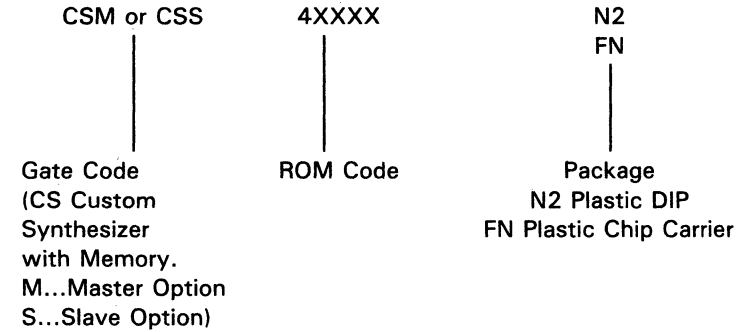 CSM or CSS 4XXXX N2
FN
Gate Code ROM Code Package
(CS Custom N2 Plastic DIP
Synthesizer FN Plastic Chip Carrier
with Memory.
M...Master Option
S...Slave Option)